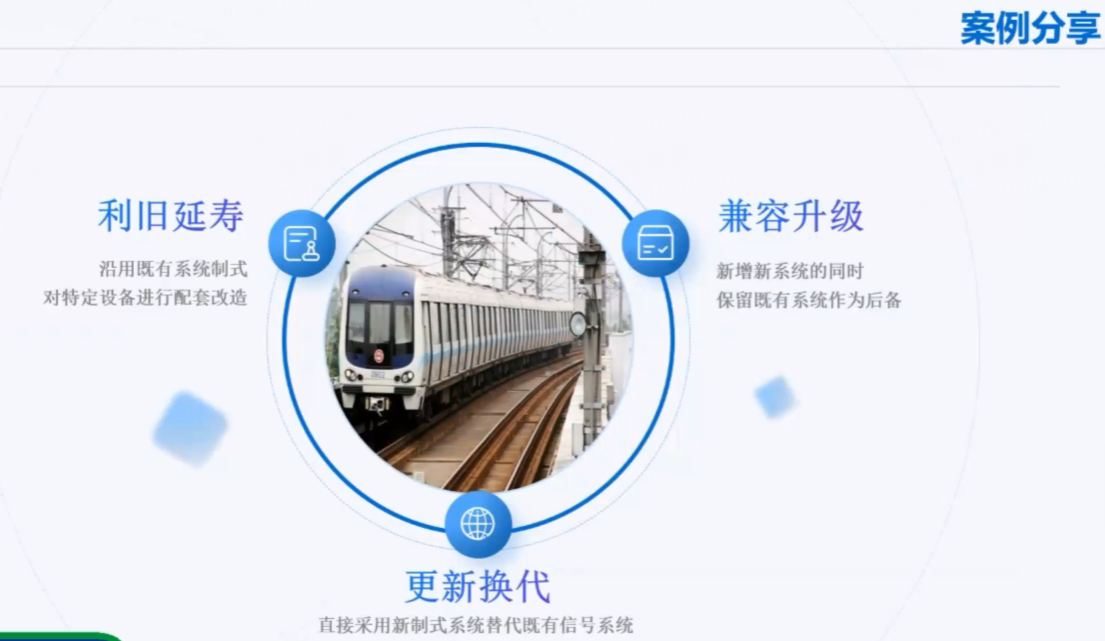 案例分享
利旧延寿
沿用既有系统制式
对特定设备进行配套改造
兼容升级
新增新系统的同时
保留既有系统作为后备
更新换代
直接采用新制式系统替代既有信号系统